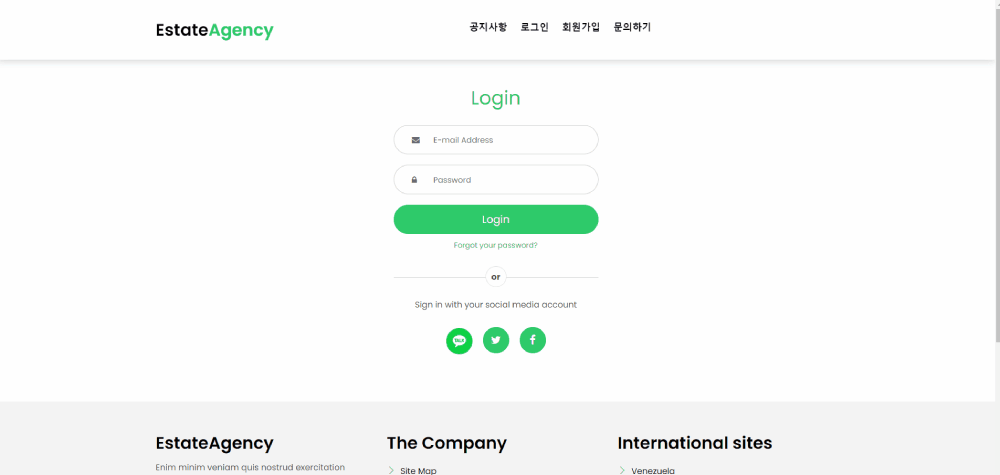 EstateAgency
공지사항 로그인 회원가입 문의하기
Login
E-mail Address
Password
Login
Forgot your password?
or
Sign in with your social media account
TALK
EstateAgency
The Company
International sites
Enim minim veniam quis nostrud exercitation
Site Map
Venezuela